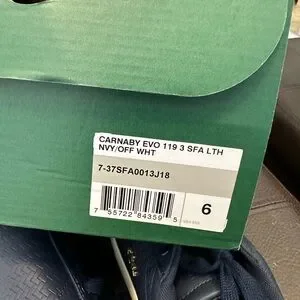 CARNABY EVO 119 3 SFA LTH
NVY/OFF WHT
7-37SFA0013J18
7 55722 84359 5
6